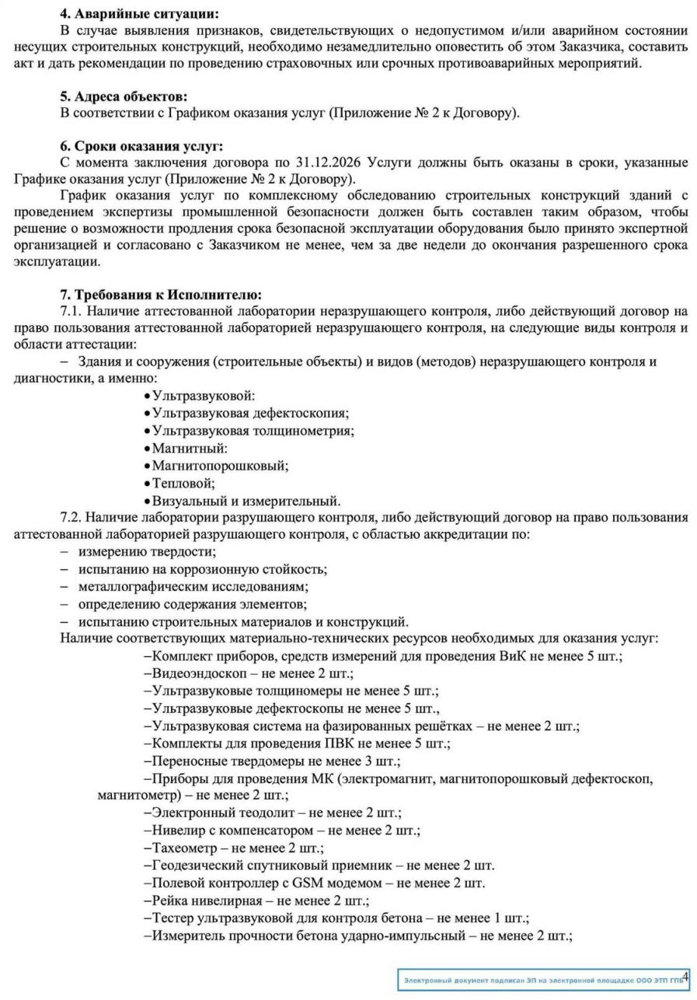 4. Аварийные ситуации:
В случае выявления признаков, свидетельствующих о недопустимом и/или аварийном состоянии
несущих строительных конструкций, необходимо незамедлительно оповестить об этом Заказчика, составить
акт и дать рекомендации по проведению страховочных или срочных противоаварийных мероприятий.
5. Адреса объектов:
В соответствии с Графиком оказания услуг (Приложение № 2 к Договору).
6. Сроки оказания услуг:
С момента заключения договора по 31.12.2026 Услуги должны быть оказаны в сроки, указанные
Графике оказания услуг (Приложение № 2 к Договору).
График оказания услуг по комплексному обследованию строительных конструкций зданий с
проведением экспертизы промышленной безопасности должен быть составлен таким образом, чтобы
решение о возможности продления срока безопасной эксплуатации оборудования было принято экспертной
организацией и согласовано с Заказчиком не менее, чем за две недели до окончания разрешенного срока
эксплуатации.
7. Требования к Исполнителю:
7.1. Наличие аттестованной лаборатории неразрушающего контроля, либо действующий договор на
право пользования аттестованной лабораторией неразрушающего контроля, на следующие виды контроля и
области аттестации:
– Здания и сооружения (строительные объекты) и видов (методов) неразрушающего контроля и
диагностики, а именно:
•Ультразвуковой:
•Ультразвуковая дефектоскопия;
•Ультразвуковая толщинометрия;
•Магнитный:
•Магнитопорошковый;
•Тепловой;
•Визуальный и измерительный.
7.2. Наличие лаборатории разрушающего контроля, либо действующий договор на право пользования
аттестованной лабораторией разрушающего контроля, с областью аккредитации по:
– измерению твердости;
– испытанию на коррозионную стойкость;
– металлографическим исследованиям;
– определению содержания элементов;
– испытанию строительных материалов и конструкций.
Наличие соответствующих материально-технических ресурсов необходимых для оказания услуг:
–Комплект приборов, средств измерений для проведения ВиК не менее 5 шт.;
–Видеоэндоскоп – не менее 2 шт.;
–Ультразвуковые толщиномеры не менее 5 шт.;
–Ультразвуковые дефектоскопы не менее 5 шт.,
–Ультразвуковая система на фазированных решётках – не менее 2 шт.;
–Комплекты для проведения ПВК не менее 5 шт.;
–Переносные твердомеры не менее 3 шт.;
–Приборы для проведения МК (электромагнит, магнитопорошковый дефектоскоп,
магнитометр) – не менее 2 шт.;
–Электронный теодолит – не менее 2 шт.;
–Нивелир с компенсатором – не менее 2 шт.;
–Тахеометр – не менее 2 шт.;
–Геодезический спутниковый приемник – не менее 2 шт.
–Полевой контроллер с GSM модемом – не менее 2 шт.
–Рейка нивелирная – не менее 2 шт.;
–Тестер ультразвуковой для контроля бетона – не менее 1 шт.;
–Измеритель прочности бетона ударно-импульсный – не менее 2 шт.;
4
Электронный документ подписан ЭП на электронной площадке ООО ЭТП ГПБ